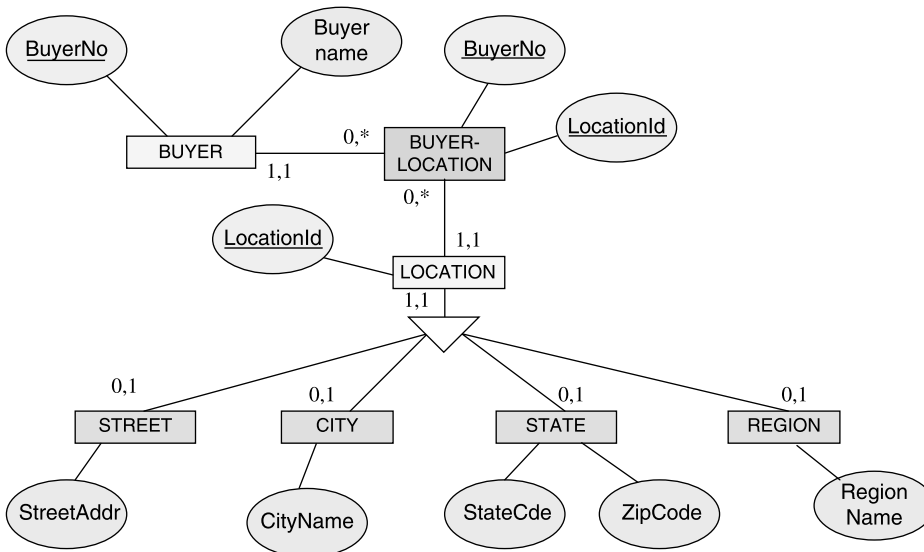 BuyerNo
Buyer
name
BuyerNo
LocationId
BUYER
1,1
0,*
BUYER-
LOCATION
0,*
LocationId
1,1
LOCATION
1,1
0,1
0,1
0,1
0,1
STREET
CITY
STATE
REGION
StreetAddr
CityName
StateCde
ZipCode
Region
Name